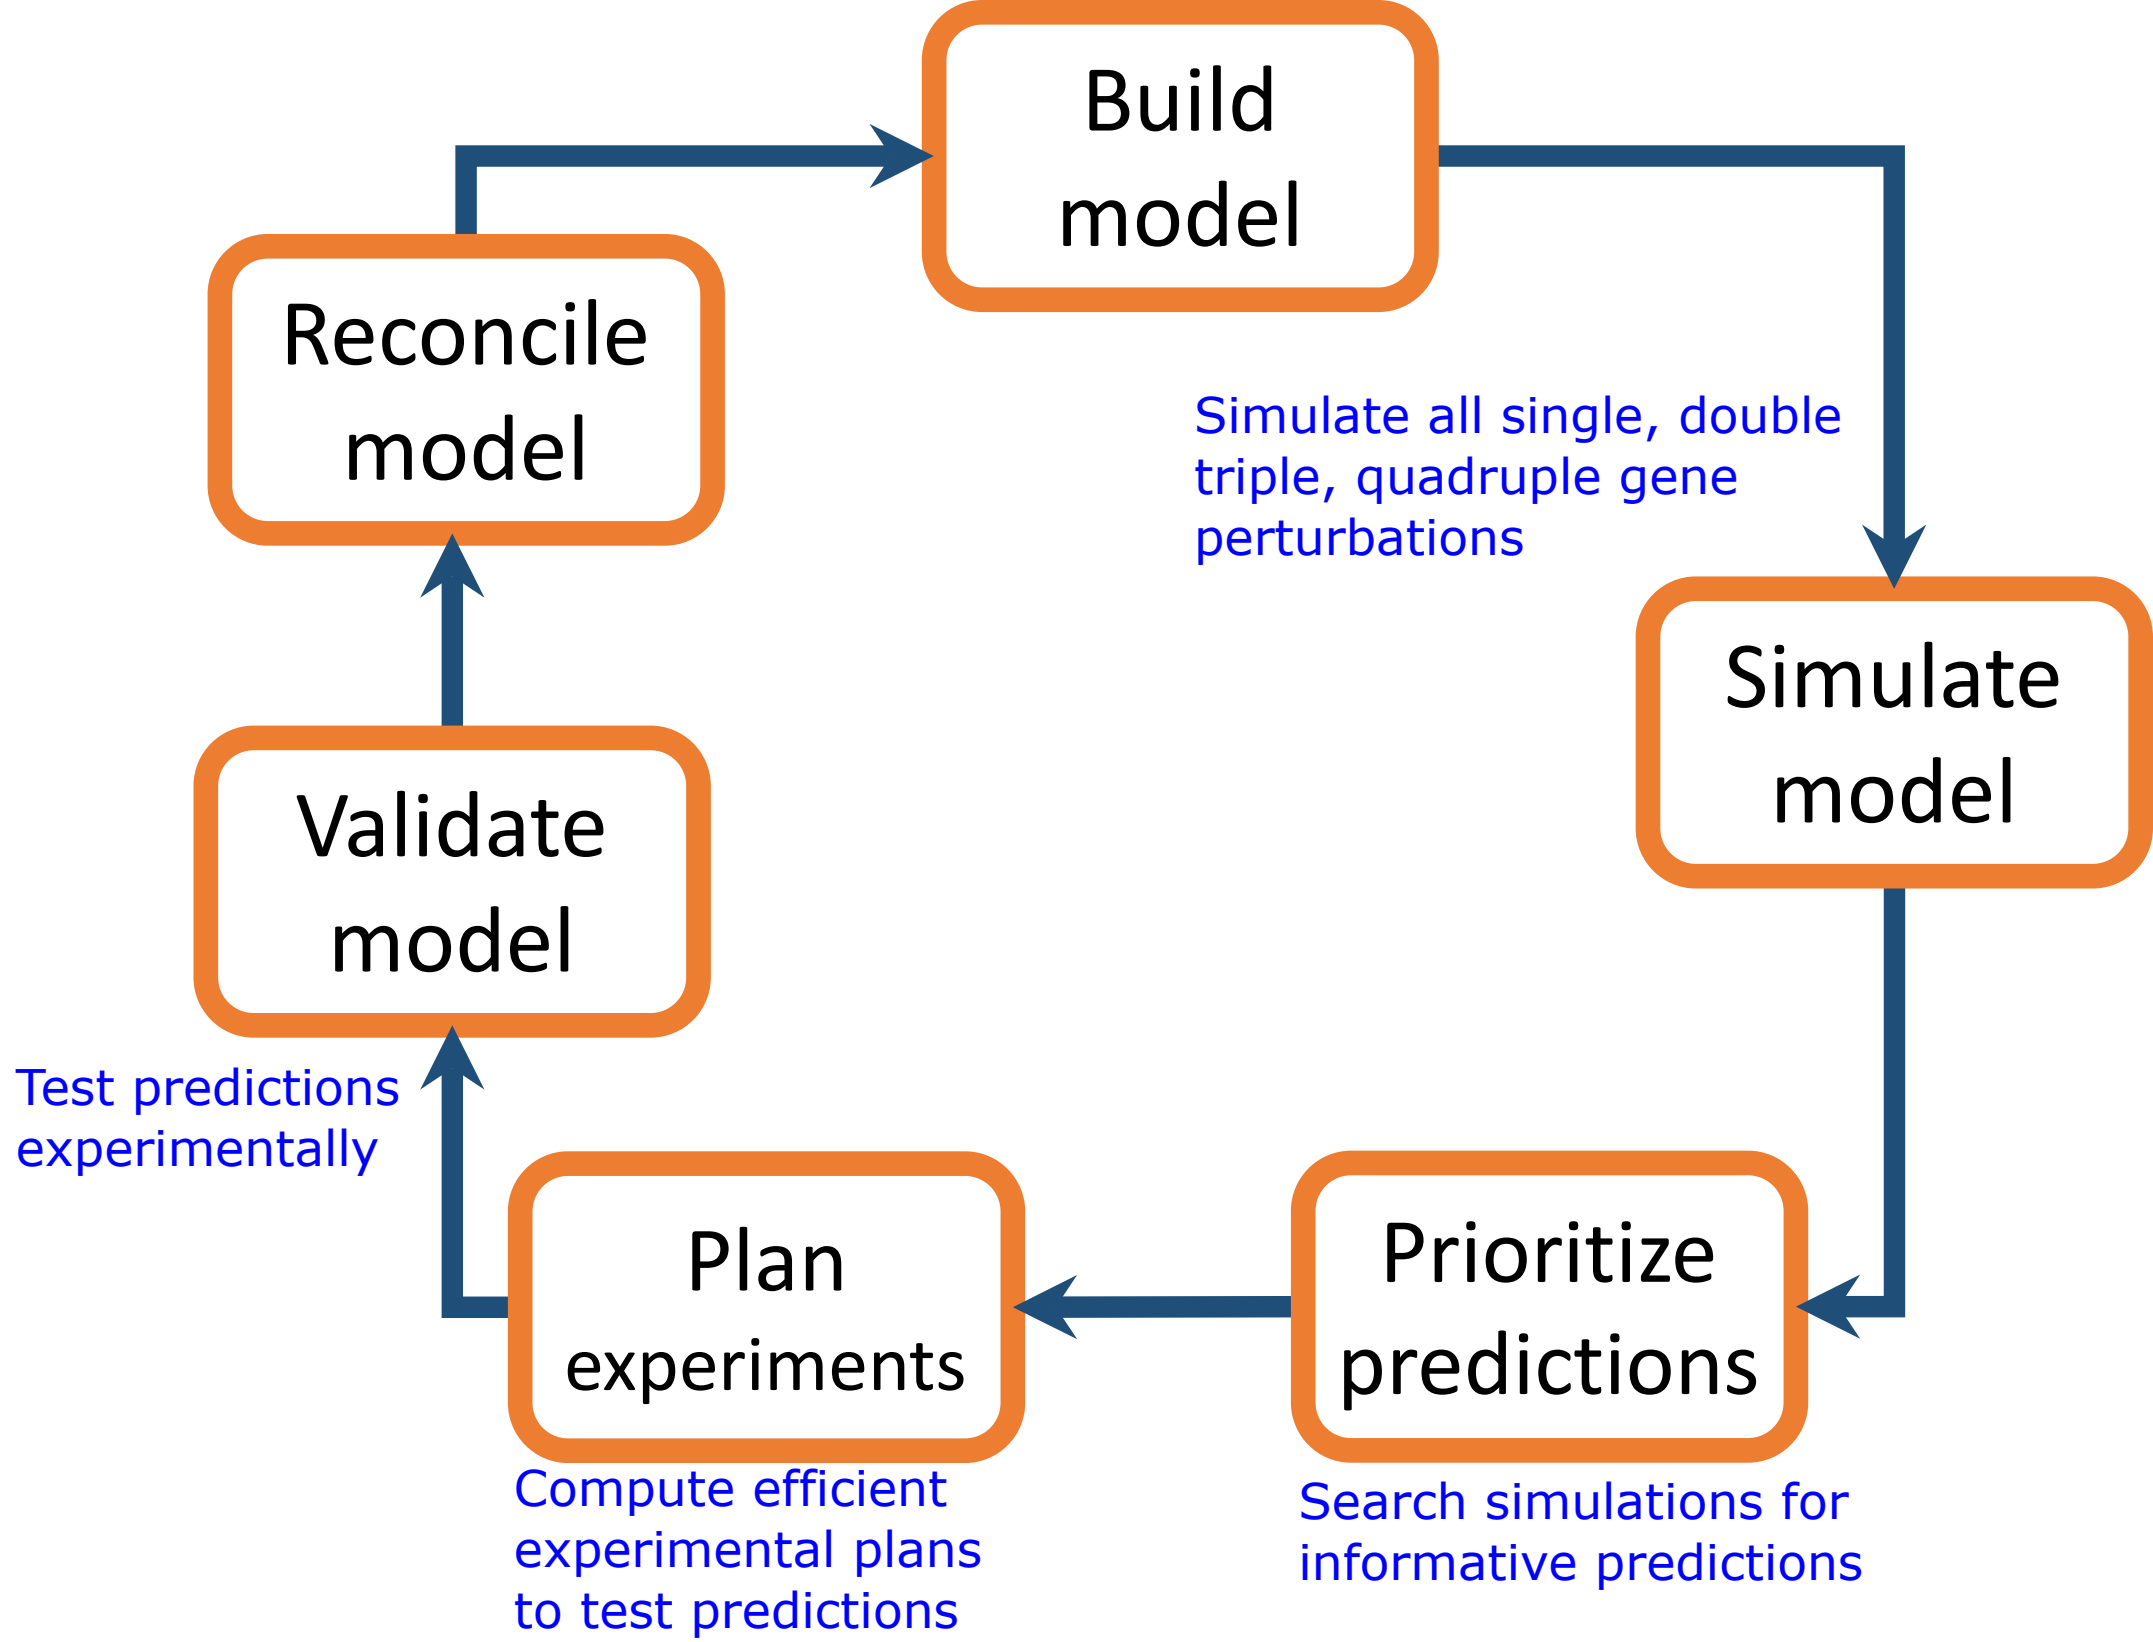 Build
model
Reconcile
model
Simulate all single, double
triple, quadruple gene
perturbations
Simulate
model
Validate
model
Test predictions
experimentally
Plan
experiments
Compute efficient
experimental plans
to test predictions
Prioritize
predictions
Search simulations for
informative predictions